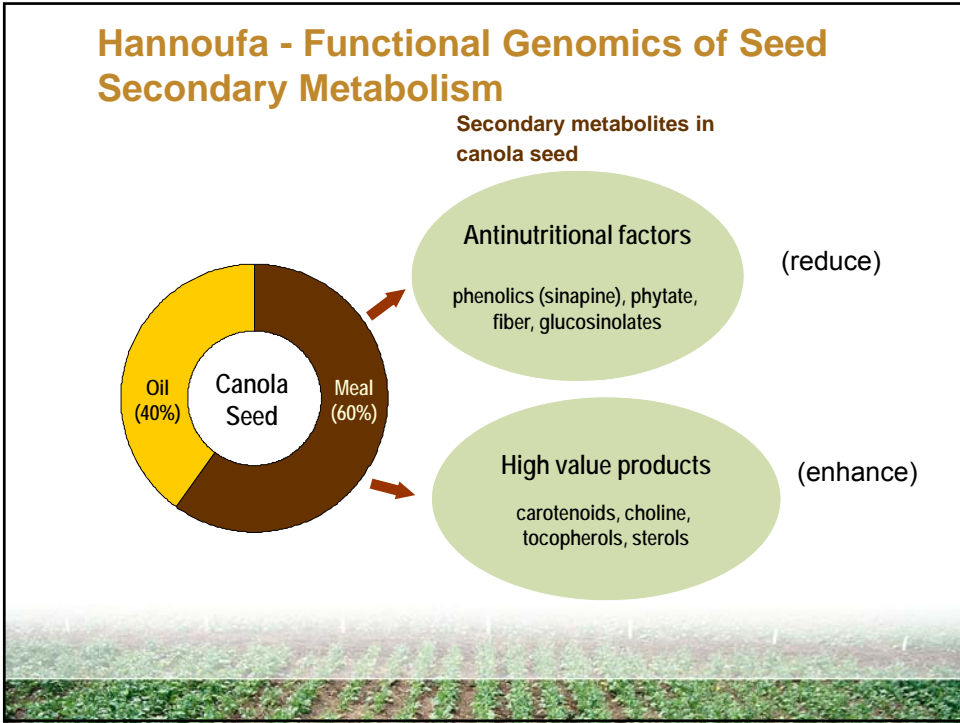 Hannoufa - Functional Genomics of Seed
Secondary Metabolism
Secondary metabolites in
canola seed
Antinutritional factors
phenolics (sinapine), phytate,
fiber, glucosinolates
(reduce)
Oil
(40%)
Canola
Seed
Meal
(60%)
High value products
carotenoids, choline,
tocopherols, sterols
(enhance)